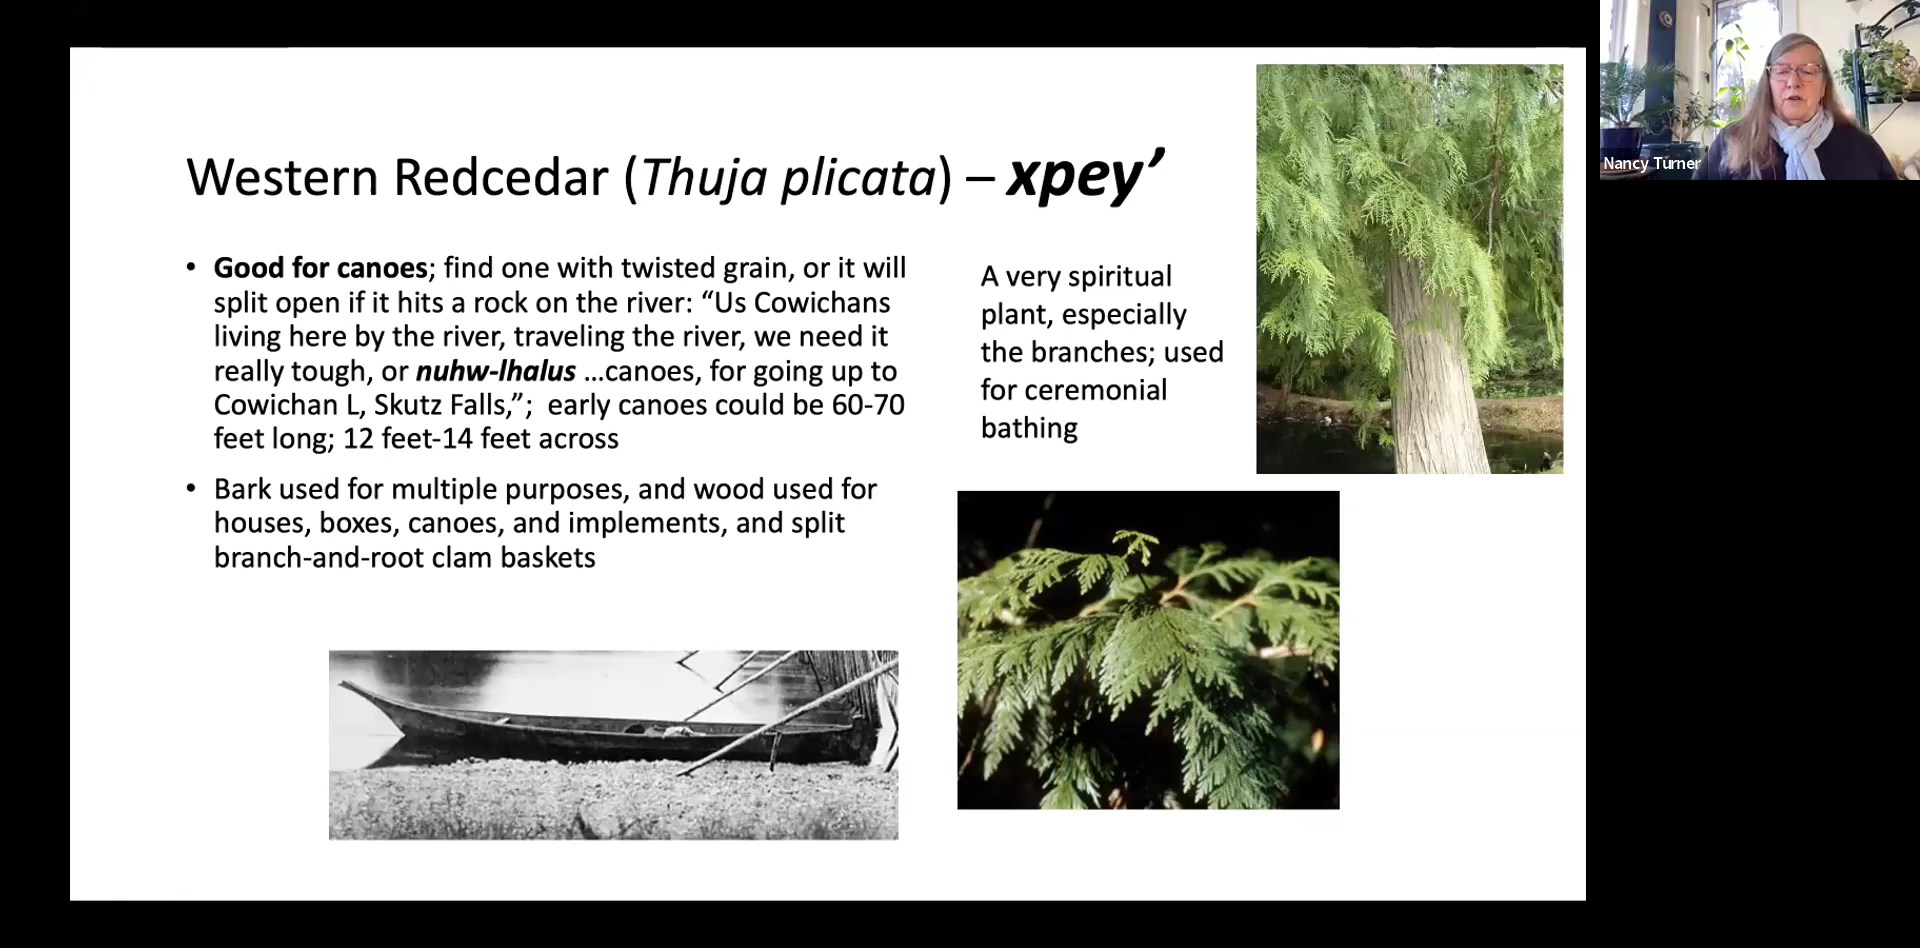 Western Redcedar (Thuja plicata) – xpey’
• Good for canoes; find one with twisted grain, or it will
split open if it hits a rock on the river: “Us Cowichans
living here by the river, traveling the river, we need it
really tough, or nuhw-lhalus ...canoes, for going up to
Cowichan L, Skutz Falls,”;  early canoes could be 60-70
feet long; 12 feet-14 feet across
• Bark used for multiple purposes, and wood used for
houses, boxes, canoes, and implements, and split
branch-and-root clam baskets
A very spiritual
plant, especially
the branches; used
for ceremonial
bathing
Nancy Turner